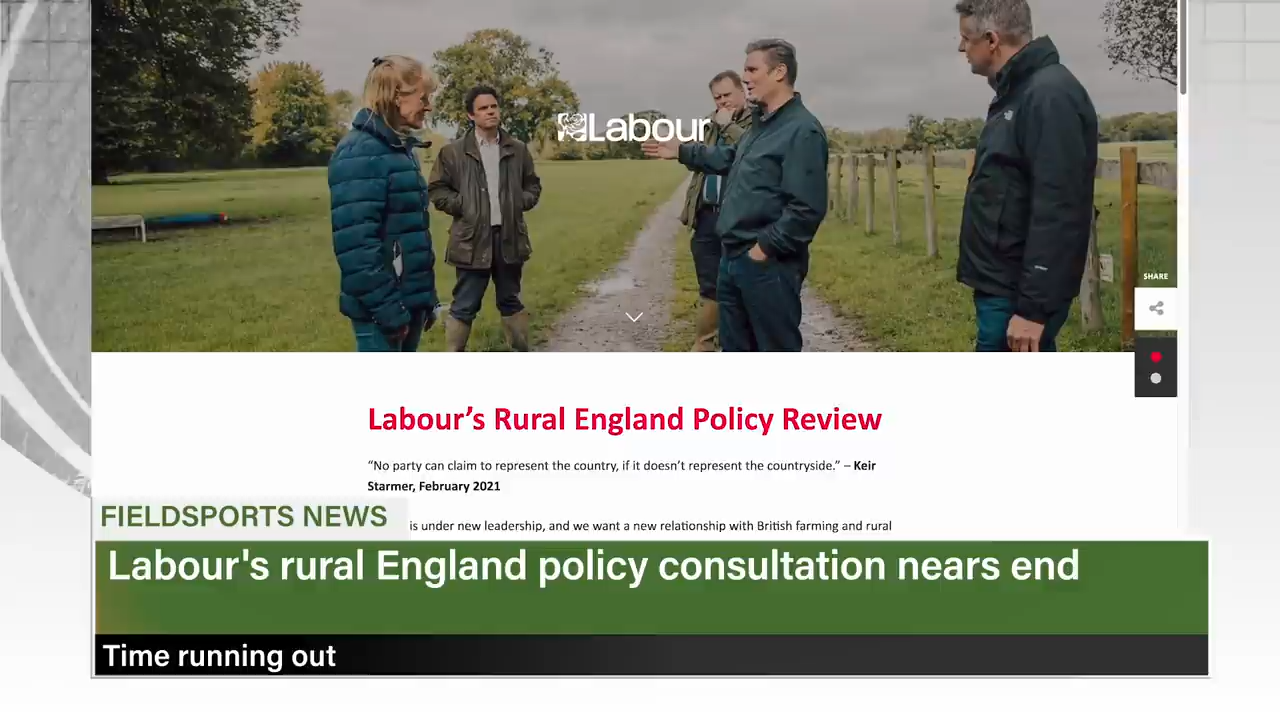 Labour
SHARE
Labour's Rural England Policy Review
“No party can claim to represent the country, if it doesn’t represent the countryside.” – Keir
Starmer, February 2021
is under new leadership, and we want a new relationship with British farming and rural
FIELDSPORTS NEWS
Labour's rural England policy consultation nears end
Time running out